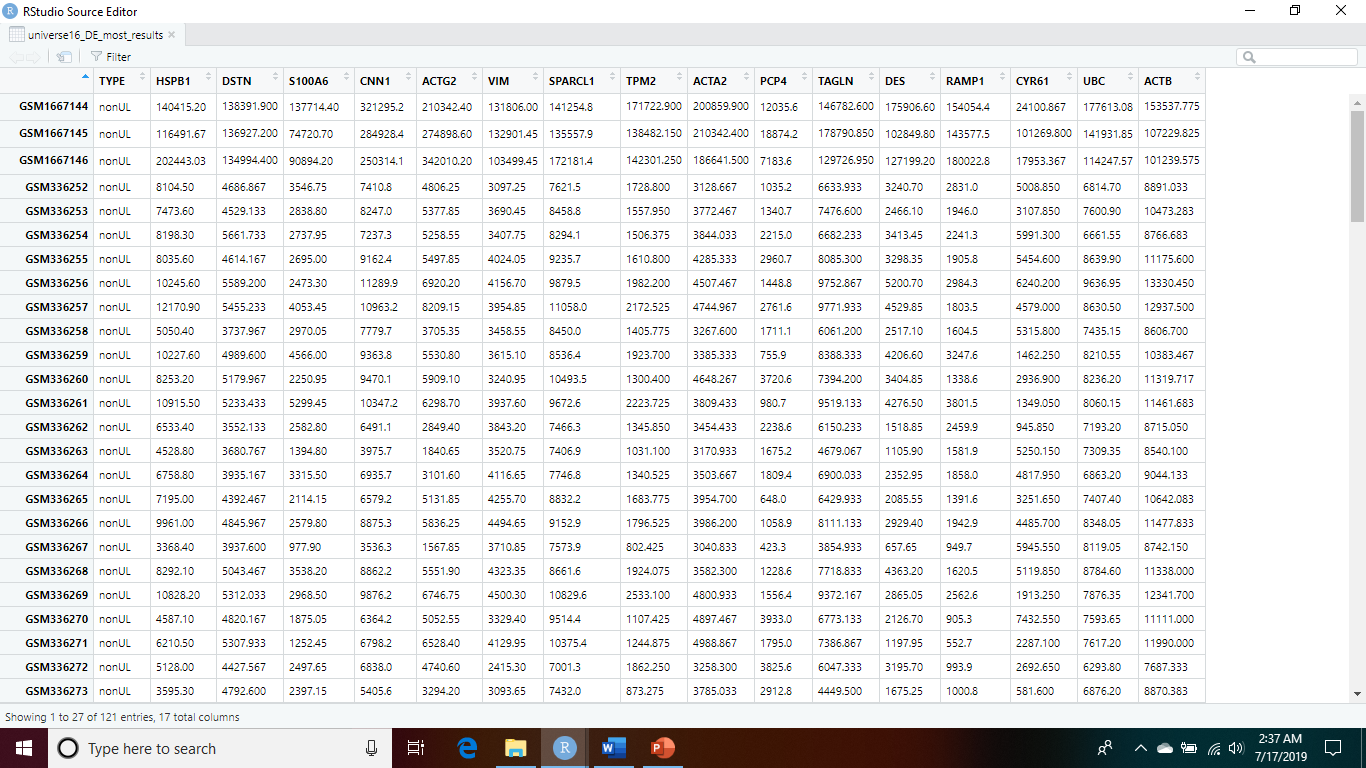 RStudio Source Editor
universe16_DE_most_results
Filter
TYPE HSPB1 DSTN S100A6 CNN1 ACTG2 VIM SPARCL1 TPM2 ACTA2 PCP4 TAGLN DES RAMP1 CYR61 UBC ACTB
GSM1667144 nonUL 140415.20 138391.900 137714.40 321295.2 210342.40 131806.00 141254.8 171722.900 200859.900 12035.6 146782.600 175906.60 154054.4 24100.867 177613.08 153537.775
GSM1667145 nonUL 116491.67 136927.200 74720.70 284928.4 274898.60 132901.45 135557.9 138482.150 210342.400 18874.2 178790.850 102849.80 143577.5 101269.800 141931.85 107229.825
GSM1667146 nonUL 202443.03 134994.400 90894.20 250314.1 342010.20 103499.45 172181.4 142301.250 186641.500 7183.6 129726.950 127199.20 180022.8 17953.367 114247.57 101239.575
GSM336252 nonUL 8104.50 4686.867 3546.75 7410.8 4806.25 3097.25 7621.5 1728.800 3128.667 1035.2 6633.933 3240.70 2831.0 5008.850 6814.70 8891.033
GSM336253 nonUL 7473.60 4529.133 2838.80 8247.0 5377.85 3690.45 8458.8 1557.950 3772.467 1340.7 7476.600 2466.10 1946.0 3107.850 7600.90 10473.283
GSM336254 nonUL 8198.30 5661.733 2737.95 7237.3 5258.55 3407.75 8294.1 1506.375 3844.033 2215.0 6682.233 3413.45 2241.3 5991.300 6661.55 8766.683
GSM336255 nonUL 8035.60 4614.167 2695.00 9162.4 5497.85 4024.05 9235.7 1610.800 4285.333 2960.7 8085.300 3298.35 1905.8 5454.600 8639.90 11175.600
GSM336256 nonUL 10245.60 5589.200 2473.30 11289.9 6920.20 4156.70 9879.5 1982.200 4507.467 1448.8 9752.867 5200.70 2984.3 6240.200 9636.95 13330.450
GSM336257 nonUL 12170.90 5455.233 4053.45 10963.2 8209.15 3954.85 11058.0 2172.525 4744.967 2761.6 9771.933 4529.85 1803.5 4579.000 8630.50 12937.500
GSM336258 nonUL 5050.40 3737.967 2970.05 7779.7 3705.35 3458.55 8450.0 1405.775 3267.600 1711.1 6061.200 2517.10 1604.5 5315.800 7435.15 8606.700
GSM336259 nonUL 10227.60 4989.600 4566.00 9363.8 5530.80 3615.10 8536.4 1923.700 3385.333 755.9 8388.333 4206.60 3247.6 1462.250 8210.55 10383.467
GSM336260 nonUL 8253.20 5179.967 2250.95 9470.1 5909.10 3240.95 10493.5 1300.400 4648.267 3720.6 7394.200 3404.85 1338.6 2936.900 8236.20 11319.717
GSM336261 nonUL 10915.50 5233.433 5299.45 10347.2 6298.70 3937.60 9672.6 2223.725 3809.433 980.7 9519.133 4276.50 3801.5 1349.050 8060.15 11461.683
GSM336262 nonUL 6533.40 3552.133 2582.80 6491.1 2849.40 3843.20 7466.3 1345.850 3454.433 2238.6 6150.233 1518.85 2459.9 945.850 7193.20 8715.050
GSM336263 nonUL 4528.80 3680.767 1394.80 3975.7 1840.65 3520.75 7406.9 1031.100 3170.933 1675.2 4679.067 1105.90 1581.9 5250.150 7309.35 8540.100
GSM336264 nonUL 6758.80 3935.167 3315.50 6935.7 3101.60 4116.65 7746.8 1340.525 3503.667 1809.4 6900.033 2352.95 1858.0 4817.950 6863.20 9044.133
GSM336265 nonUL 7195.00 4392.467 2114.15 6579.2 5131.85 4255.70 8832.2 1683.775 3954.700 648.0 6429.933 2085.55 1391.6 3251.650 7407.40 10642.083
GSM336266 nonUL 9961.00 4845.967 2579.80 8875.3 5836.25 4494.65 9152.9 1796.525 3986.200 1058.9 8111.133 2929.40 1942.9 4485.700 8348.05 11477.833
GSM336267 nonUL 3368.40 3937.600 977.90 3536.3 1567.85 3710.85 7573.9 802.425 3040.833 423.3 3854.933 657.65 949.7 5945.550 8119.05 8742.150
GSM336268 nonUL 8292.10 5043.467 3538.20 8862.2 5551.90 4323.35 8661.6 1924.075 3582.300 1228.6 7718.833 4363.20 1620.5 5119.850 8784.60 11338.000
GSM336269 nonUL 10828.20 5312.033 2968.50 9876.2 6746.75 4500.30 10829.6 2533.100 4800.933 1556.4 9372.167 2865.05 2562.6 1913.250 7876.35 12341.700
GSM336270 nonUL 4587.10 4820.167 1875.05 6364.2 5052.55 3329.40 9514.4 1107.425 4897.467 3933.0 6773.133 2126.70 905.3 7432.550 7593.65 11111.000
GSM336271 nonUL 6210.50 5307.933 1252.45 6798.2 6528.40 4129.95 10375.4 1244.875 4988.867 1795.0 7386.867 1197.95 552.7 2287.100 7617.20 11990.000
GSM336272 nonUL 5128.00 4427.567 2497.65 6838.0 4740.60 2415.30 7001.3 1862.250 3258.300 3825.6 6047.333 3195.70 993.9 2692.650 6293.80 7687.333
GSM336273 nonUL 3595.30 4792.600 2397.15 5405.6 3294.20 3093.65 7432.0 873.275 3785.033 2912.8 4449.500 1675.25 1000.8 581.600 6876.20 8870.383
Showing 1 to 27 of 121 entries, 17 total columns
Type here to search
2:37 AM
7/17/2019